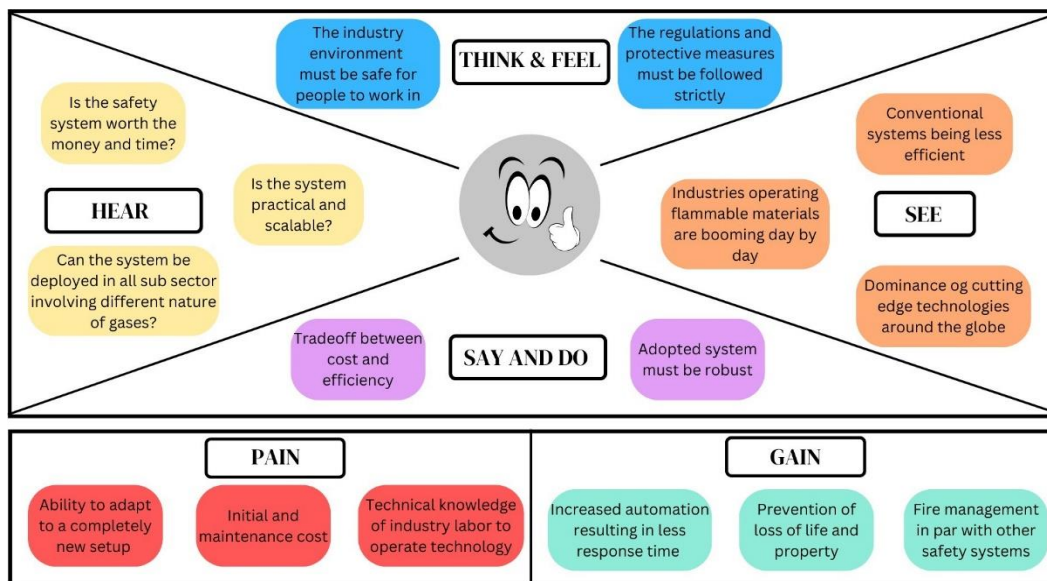 The industry
environment
must be safe for
people to work in
THINK & FEEL
The regulations and
protective measures
must be followed
strictly
Is the safety
system worth the
money and time?
HEAR
Is the system
practical and
scalable?
Can the system be
deployed in all sub sector
involving different nature
of gases?
Conventional
systems being less
efficient
Industries operating
flammable materials
are booming day by
day
SEE
Dominance og cutting
edge technologies
around the globe
Tradeoff between
cost and
efficiency
SAY AND DO
Adopted system
must be robust
PAIN
Ability to adapt
to a completely
new setup
Initial and
maintenance cost
Technical knowledge
of industry labor to
operate technology
GAIN
Increased automation
resulting in less
response time
Prevention of
loss of life and
property
Fire management
in par with other
safety systems